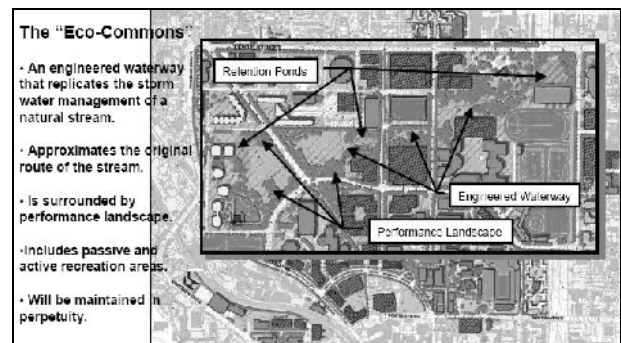 The "Eco-Commons"
• An engineered waterway
that replicates the storm
water management of a
natural stream.
• Approximates the original
route of the stream.
• Is surrounded by
performance landscape.
•Includes passive and
active recreation areas.
• Will be maintained in
perpetuity.
Retention Ponds
Engineered Waterway
Performance Landscape